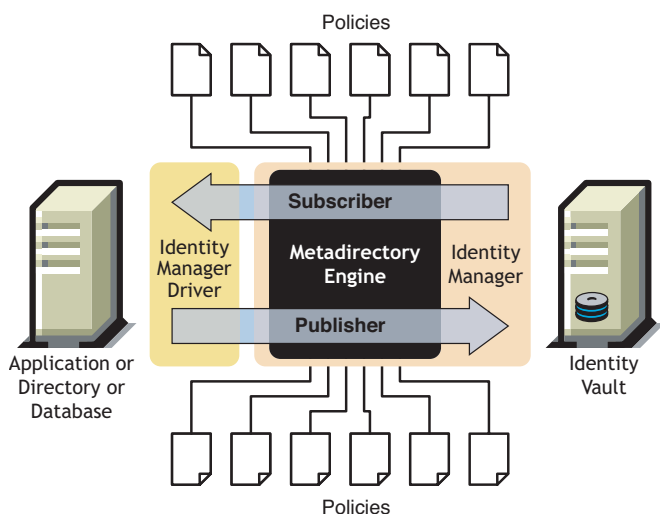 Policies
Subscriber
Identity
Manager
Driver
Metadirectory
Engine
Identity
Manager
Publisher
Application or
Directory or
Database
Identity
Vault
Policies